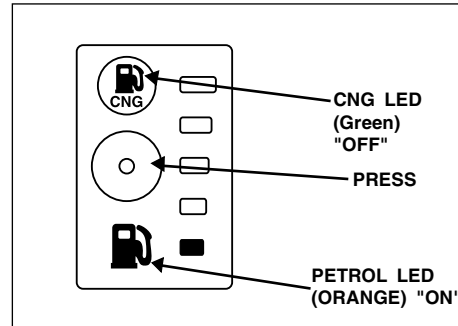 CNG
CNG LED
(Green)
"OFF"
PRESS
PETROL LED
(ORANGE) "ON"